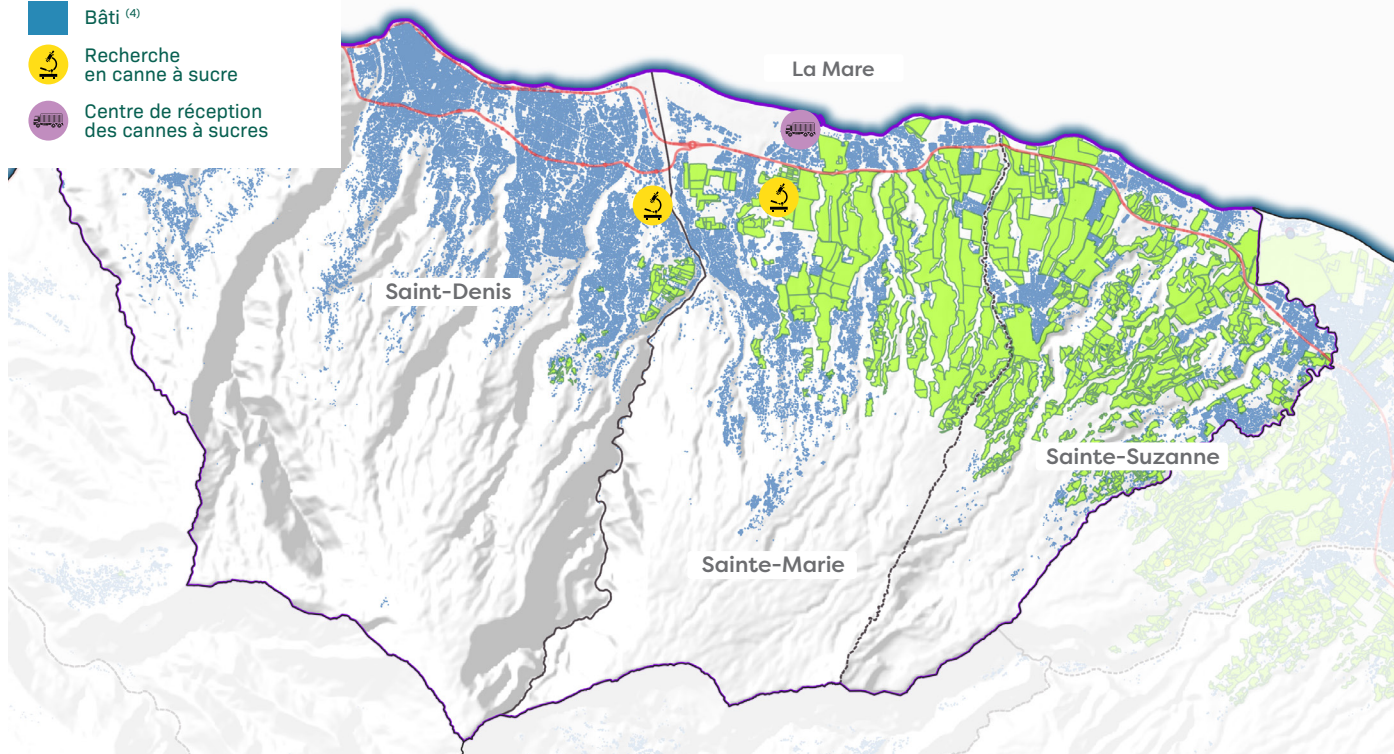 Bâti (4)
Recherche
en canne à sucre
Centre de réception
des cannes à sucres
La Mare
Saint-Denis
Sainte-Suzanne
Sainte-Marie